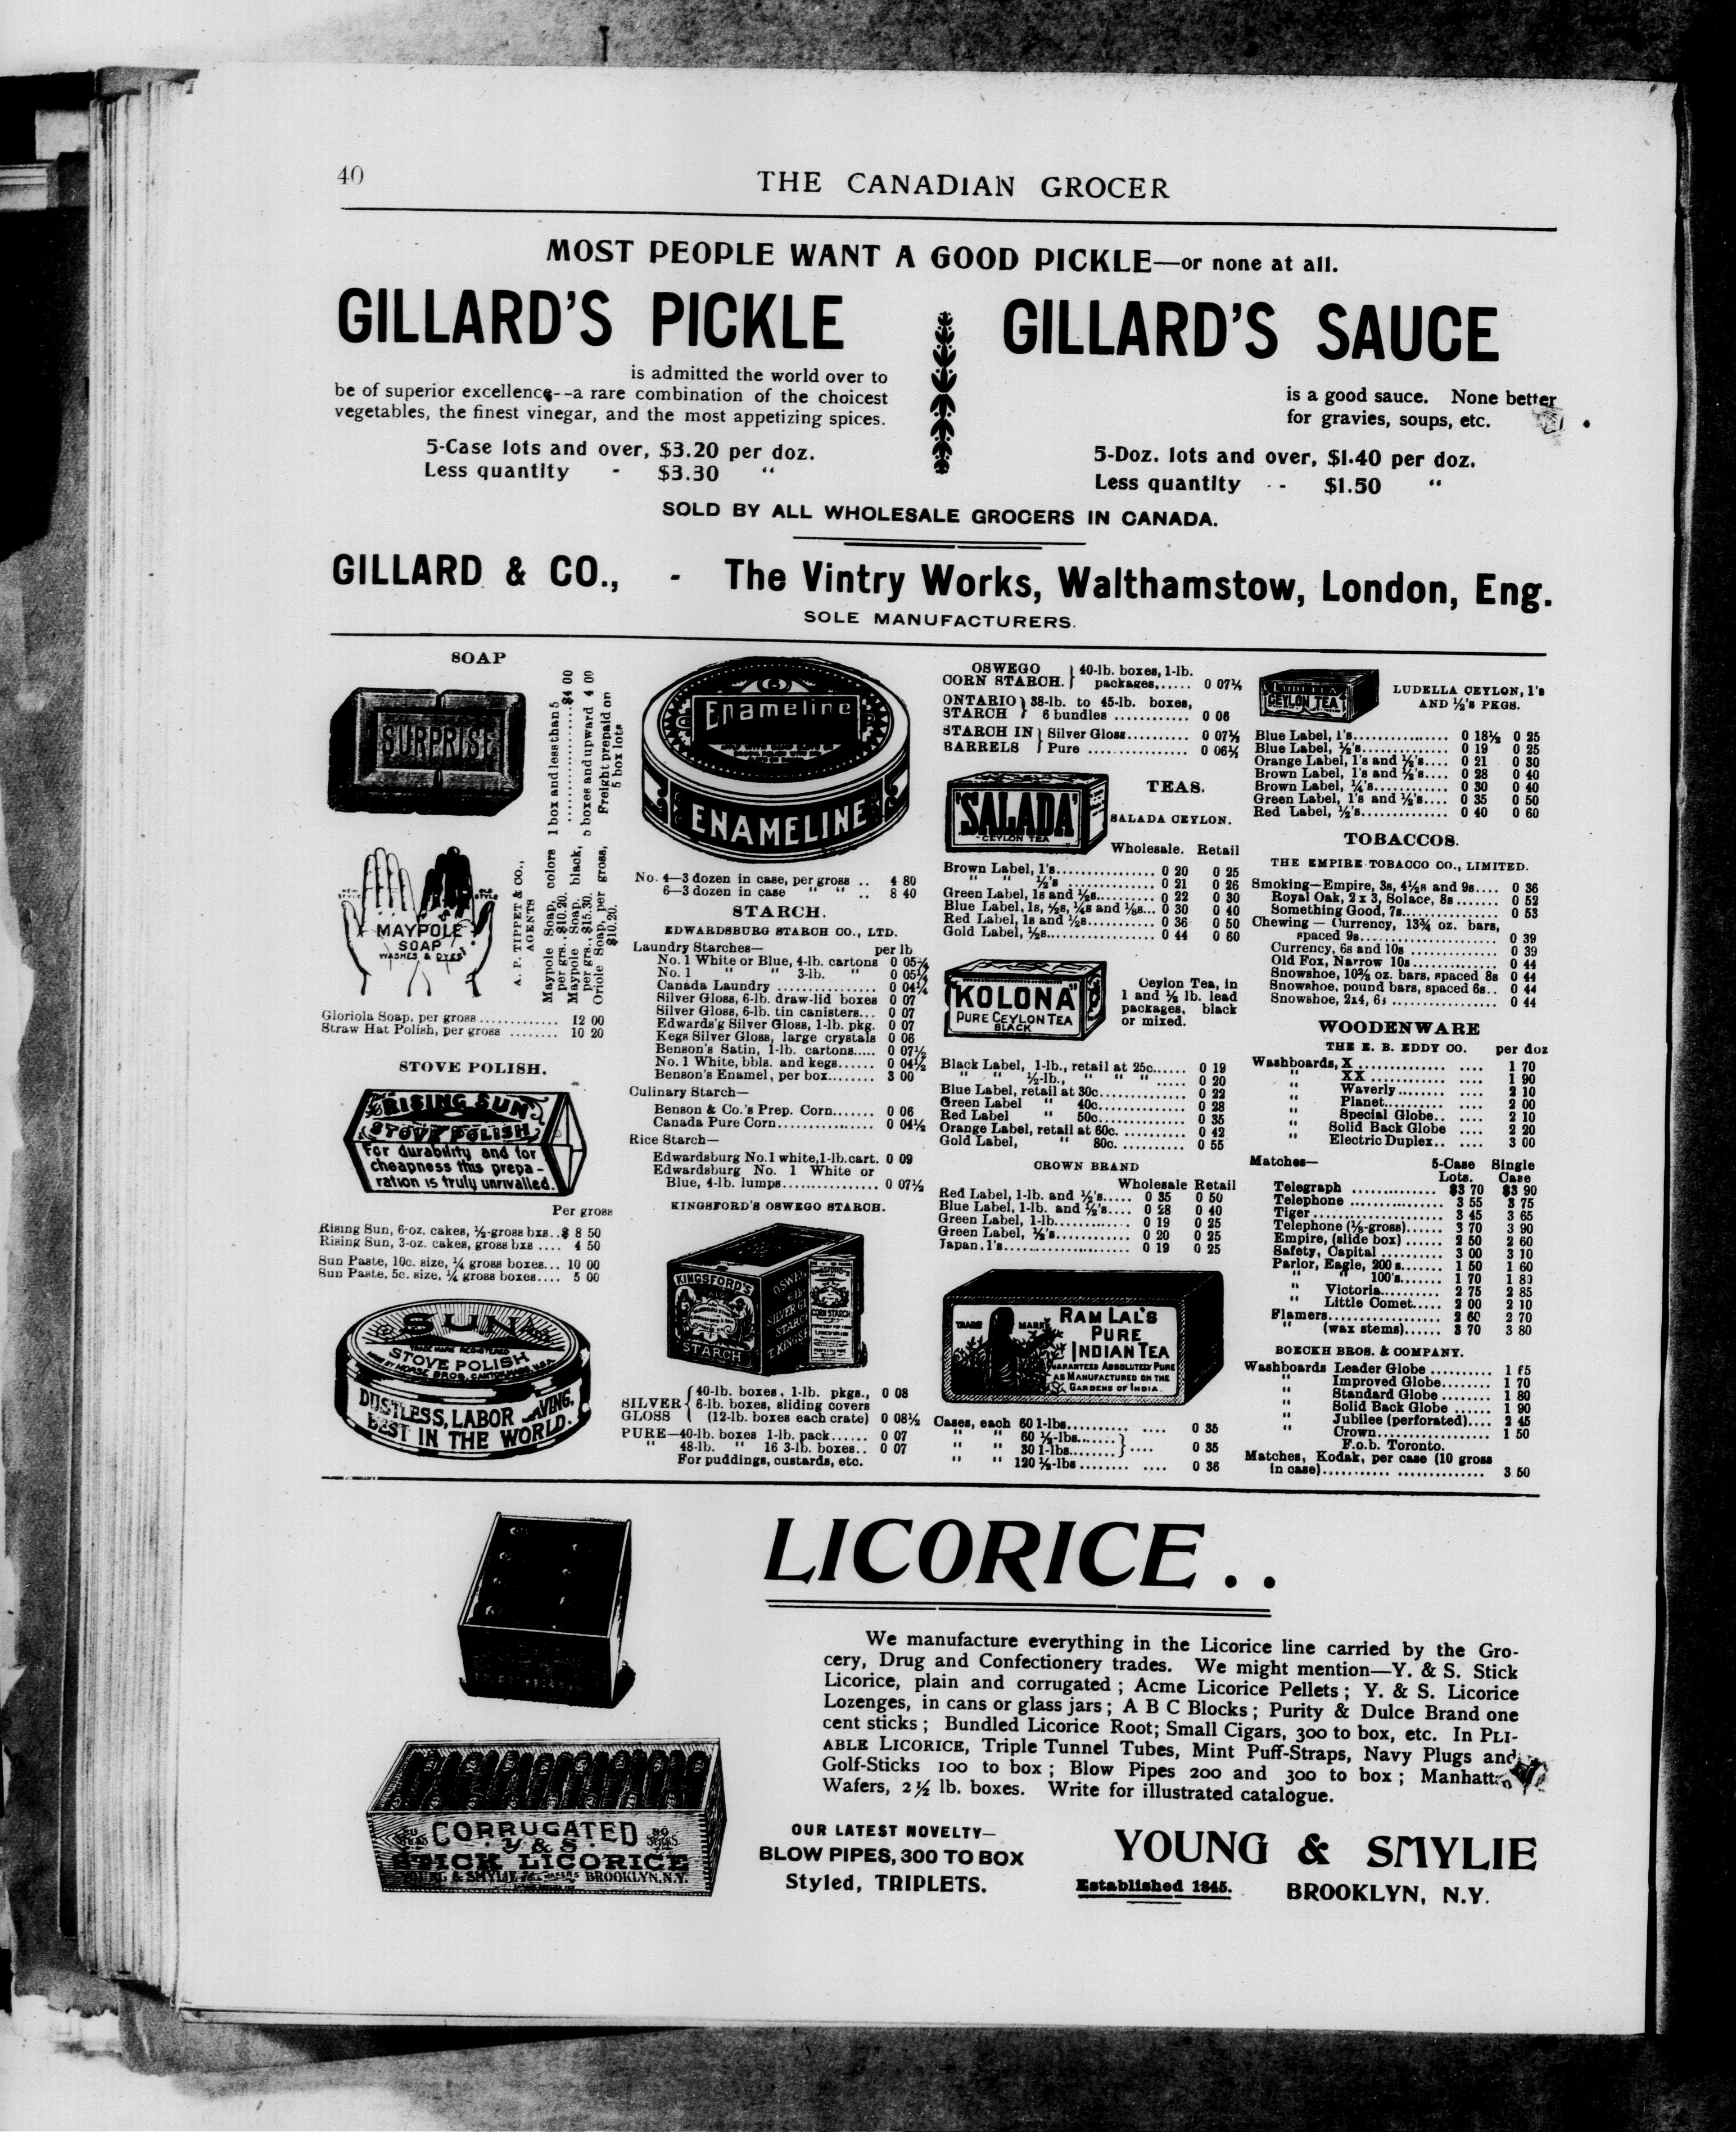 40
THE CANADIAN GROCER
MOST PEOPLE WANT A GOOD PICKLE—or none at all.
GILLARD'S PICKLE
is admitted the world over to
be of superior excellence--a rare combination of the choicest
vegetables, the finest vinegar, and the most appetizing spices.
5-Case lots and over, $3.20 per doz.
Less quantity - $3.30 "
GILLARD'S SAUCE
is a good sauce. None better
for gravies, soups, etc.
5-Doz. lots and over, $1.40 per doz.
Less quantity - - $1.50 "
SOLD BY ALL WHOLESALE GROCERS IN CANADA.
GILLARD & CO., - The Vintry Works, Walthamstow, London, Eng.
SOLE MANUFACTURERS.
SOAP
SURPRISE
1 box and less than 5
..................$4 00
5 boxes and upward 4 00
Freight prepaid on
5 box lots
NEW STYLE
OLD STYLE
MAYPOLE
SOAP
WASHES & DYES
A. P. TIPPET & CO.,
AGENTS
Maypole Soap, colors
per grs.. $10.20.
Maypole Soap, black,
per grs.. $15.30.
Oriole Soap, per gross,
$10.20.
Gloriola Soap, per gross ............ 12 00
Straw Hat Polish, per gross ........ 10 20
STOVE POLISH.
RISING SUN
STOVE POLISH
For durability and for
cheapness this prepa-
ration is truly unrivalled.
Per gross
Rising Sun, 6-oz. cakes, ½-gross bxs..$ 8 50
Rising Sun, 3-oz. cakes, gross bxs .... 4 50
Sun Paste, 10c. size, ¼ gross boxes... 10 00
Sun Paste, 5c. size, ¼ gross boxes.... 5 00
SUN
TRADE MARK REGISTERED
STOVE POLISH
MORSE BROS.
DUSTLESS, LABOR SAVING,
BEST IN THE WORLD.
Enameline
ENAMELINE
No. 4—3 dozen in case, per gross .. 4 80
6—3 dozen in case " " .. 8 40
STARCH.
EDWARDSBURG STARCH CO., LTD.
Laundry Starches— per lb
No. 1 White or Blue, 4-lb. cartons 0 05¼
No. 1 " " 3-lb. " 0 05¼
Canada Laundry ................ 0 04¼
Silver Gloss, 6-lb. draw-lid boxes 0 07
Silver Gloss, 6-lb. tin canisters... 0 07
Edwards'g Silver Gloss, 1-lb. pkg. 0 07
Kegs Silver Gloss, large crystals 0 06
Benson's Satin, 1-lb. cartons..... 0 07½
No. 1 White, bbls. and kegs...... 0 04½
Benson's Enamel, per box........ 3 00
Culinary Starch—
Benson & Co.'s Prep. Corn....... 0 06
Canada Pure Corn................ 0 04½
Rice Starch—
Edwardsburg No.1 white,1-lb.cart. 0 09
Edwardsburg No. 1 White or
Blue, 4-lb. lumps................ 0 07½
KINGSFORD'S OSWEGO STARCH.
KINGSFORD'S
STARCH
SILVER GLOSS
40-lb. boxes, 1-lb. pkgs., 0 08
6-lb. boxes, sliding covers
(12-lb. boxes each crate) 0 08½
PURE—40-lb. boxes 1-lb. pack...... 0 07
" 48-lb. " 16 3-lb. boxes.. 0 07
For puddings, custards, etc.
OSWEGO
CORN STARCH.
40-lb. boxes, 1-lb.
packages,..... 0 07½
ONTARIO
STARCH
38-lb. to 45-lb. boxes,
6 bundles ............ 0 06
STARCH IN
BARRELS
Silver Gloss.......... 0 07½
Pure ................ 0 06½
TEAS.
"SALADA"
CEYLON TEA
SALADA CEYLON.
Wholesale. Retail
Brown Label, 1's................ 0 20 0 25
" " ½'s .............. 0 21 0 26
Green Label, 1s and ½s.......... 0 22 0 30
Blue Label, 1s, ½s, ¼s and ⅛s... 0 30 0 40
Red Label, 1s and ½s............ 0 36 0 50
Gold Label, ½s.................. 0 44 0 60
"KOLONA"
PURE CEYLON TEA
BLACK
Ceylon Tea, in
1 and ½ lb. lead
packages, black
or mixed.
Black Label, 1-lb., retail at 25c...... 0 19
" " ½-lb., " " " ..... 0 20
Blue Label, retail at 30c............. 0 22
Green Label " 40c............... 0 28
Red Label " 50c............... 0 35
Orange Label, retail at 60c. .......... 0 42
Gold Label, " 80c. .......... 0 55
CROWN BRAND
Wholesale Retail
Red Label, 1-lb. and ½'s..... 0 35 0 50
Blue Label, 1-lb. and ½'s.... 0 28 0 40
Green Label, 1-lb............ 0 19 0 25
Green Label, ½'s............. 0 20 0 25
Japan, 1's................... 0 19 0 25
TRADE MARK
RAM LAL'S
PURE
INDIAN TEA
GUARANTEED ABSOLUTELY PURE
AS MANUFACTURED ON THE
GARDENS OF INDIA.
Cases, each 60 1-lbs.......... .... 0 35
" " 60 ½-lbs.......
" " 30 1-lbs........ .... 0 35
" " 120 ½-lbs........ .... 0 36
LUDELLA
CEYLON TEA
LUDELLA CEYLON, 1's
AND ½'s PKGS.
Blue Label, 1's................ 0 18½ 0 25
Blue Label, ½'s............... 0 19 0 25
Orange Label, 1's and ½'s.... 0 21 0 30
Brown Label, 1's and ½'s.... 0 28 0 40
Brown Label, ¼'s............ 0 30 0 40
Green Label, 1's and ½'s.... 0 35 0 50
Red Label, ½'s.............. 0 40 0 60
TOBACCOS.
THE EMPIRE TOBACCO CO., LIMITED.
Smoking—Empire, 3s, 4½s and 9s.... 0 36
Royal Oak, 2 x 3, Solace, 8s....... 0 52
Something Good, 7s............... 0 53
Chewing — Currency, 13¾ oz. bars,
spaced 9s...................... 0 39
Currency, 6s and 10s .............. 0 39
Old Fox, Narrow 10s.............. 0 44
Snowshoe, 10⅔ oz. bars, spaced 8s 0 44
Snowshoe, pound bars, spaced 6s.. 0 44
Snowshoe, 2x4, 6s ................ 0 44
WOODENWARE
THE E. B. EDDY CO. per doz
Washboards, X .............. .... 1 70
" XX ............ .... 1 90
" Waverly........ .... 2 10
" Planet.......... .... 2 00
" Special Globe.. .... 2 10
" Solid Back Globe .... 2 20
" Electric Duplex.. .... 3 00
Matches— 5-Case Single
Lots. Case
Telegraph .............. $3 70 $3 90
Telephone .............. 3 55 3 75
Tiger.................... 3 45 3 65
Telephone (½-gross)...... 3 70 3 90
Empire, (slide box) ...... 2 50 2 60
Safety, Capital .......... 3 00 3 10
Parlor, Eagle, 200 s....... 1 50 1 60
" " 100's....... 1 70 1 80
" Victoria.......... 2 75 2 85
" Little Comet..... 2 00 2 10
Flamers................... 2 60 2 70
" (wax stems)...... 3 70 3 80
BOECKH BROS. & COMPANY.
Washboards Leader Globe .......... 1 65
" Improved Globe........ 1 70
" Standard Globe ........ 1 80
" Solid Back Globe ...... 1 90
" Jubilee (perforated).... 2 45
" Crown.................. 1 50
F.o.b. Toronto.
Matches, Kodak, per case (10 gross
in case)........... .............. 3 50
LICORICE..
We manufacture everything in the Licorice line carried by the Gro-
cery, Drug and Confectionery trades. We might mention—Y. & S. Stick
Licorice, plain and corrugated ; Acme Licorice Pellets ; Y. & S. Licorice
Lozenges, in cans or glass jars ; A B C Blocks ; Purity & Dulce Brand one
cent sticks ; Bundled Licorice Root; Small Cigars, 300 to box, etc. In PLI-
ABLE LICORICE, Triple Tunnel Tubes, Mint Puff-Straps, Navy Plugs and
Golf-Sticks 100 to box ; Blow Pipes 200 and 300 to box ; Manhattan
Wafers, 2½ lb. boxes. Write for illustrated catalogue.
CORRUGATED
Y & S
STICK LICORICE
YOUNG & SMYLIE BROOKLYN, N.Y.
OUR LATEST NOVELTY—
BLOW PIPES, 300 TO BOX
Styled, TRIPLETS.
YOUNG & SMYLIE
Established 1845.
BROOKLYN, N.Y.